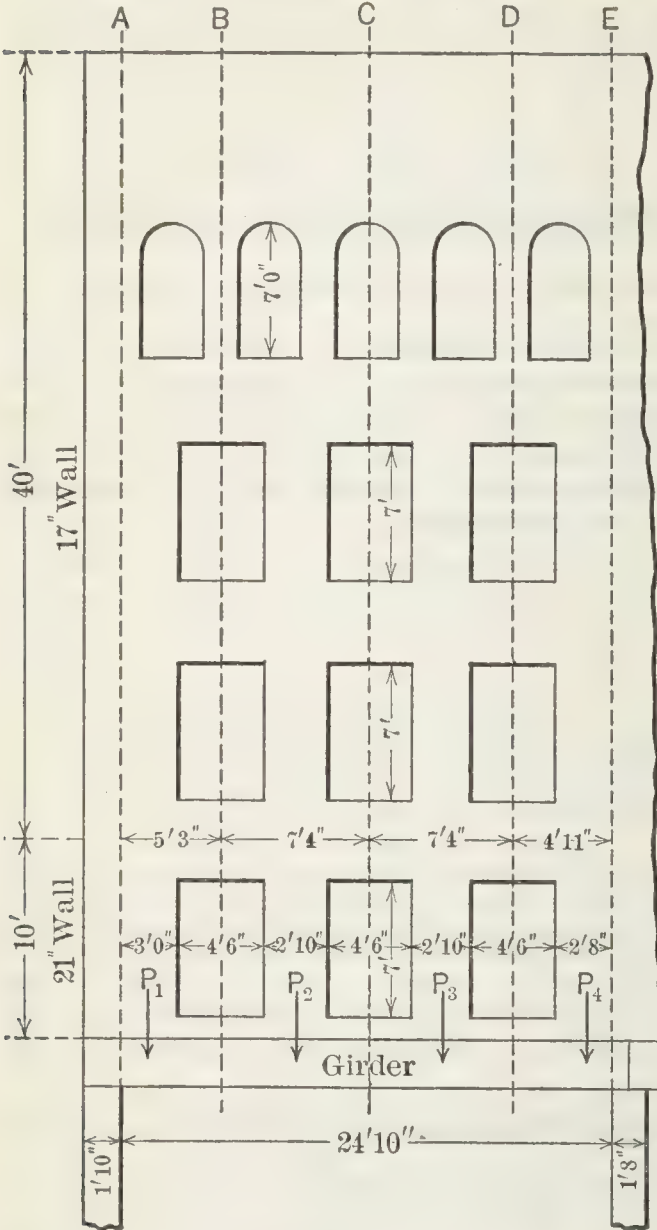 A B C D E
7'0"
40'
17" Wall
7'
7'
5'3" 7'4" 7'4" 4'11"
10'
21" Wall
3'0" 4'6" 2'10" 4'6" 2'10" 4'6" 2'8"
7'
P₁ P₂ P₃ P₄
Girder
24'10"
1'10" 1'8"